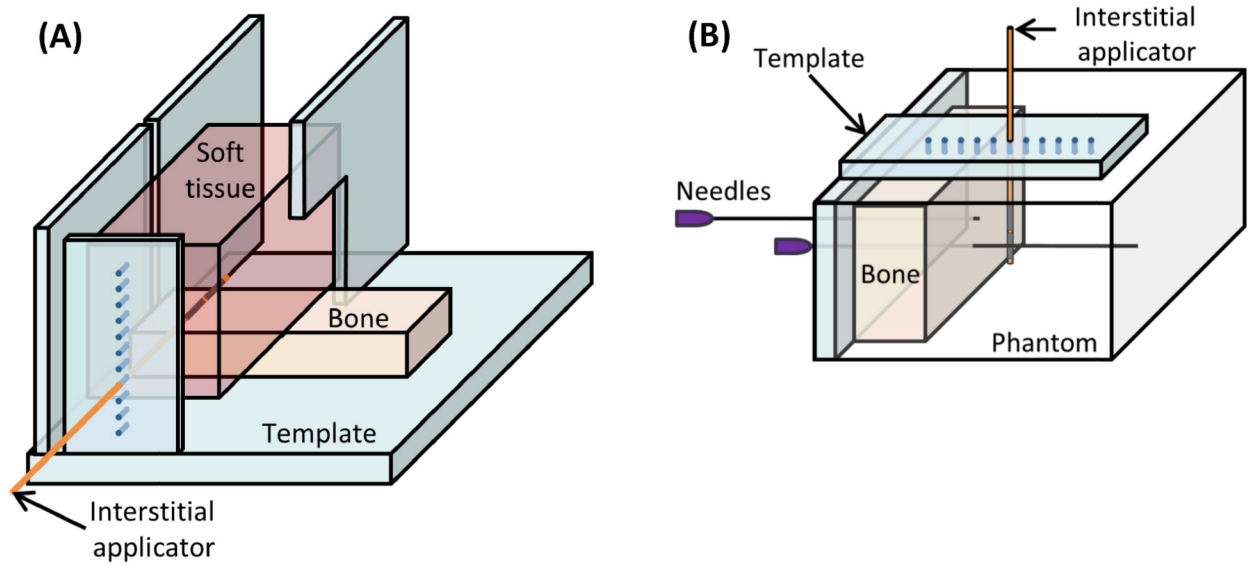 (A)
Soft
tissue
Bone
Template
Interstitial
applicator
(B)
Interstitial
applicator
Template
Needles
Bone
Phantom